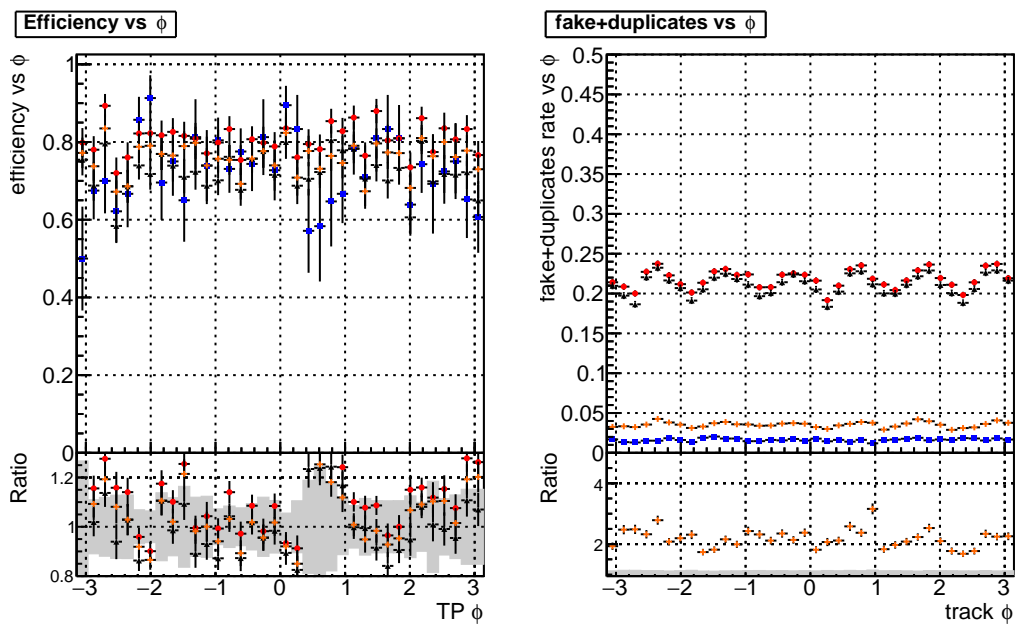 Efficiency vs ϕ
efficiency vs ϕ
1
0.8
0.6
0.4
0.2
0
Ratio
1.2
1
0.8
−3 −2 −1 0 1 2 3
TP ϕ
fake+duplicates vs ϕ
fake+duplicates rate vs ϕ
0.5
0.45
0.4
0.35
0.3
0.25
0.2
0.15
0.1
0.05
0
Ratio
4
2
−3 −2 −1 0 1 2 3
track ϕ